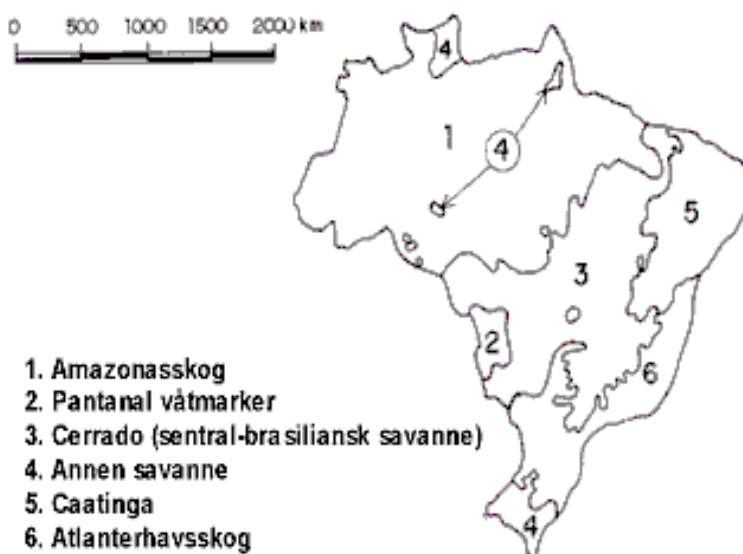 0 500 1000 1500 2000 km
4
1
4
5
3
2
6
4
1. Amazonasskog
2. Pantanal våtmarker
3. Cerrado (sentral-brasiliansk savanne)
4. Annen savanne
5. Caatinga
6. Atlanterhavsskog